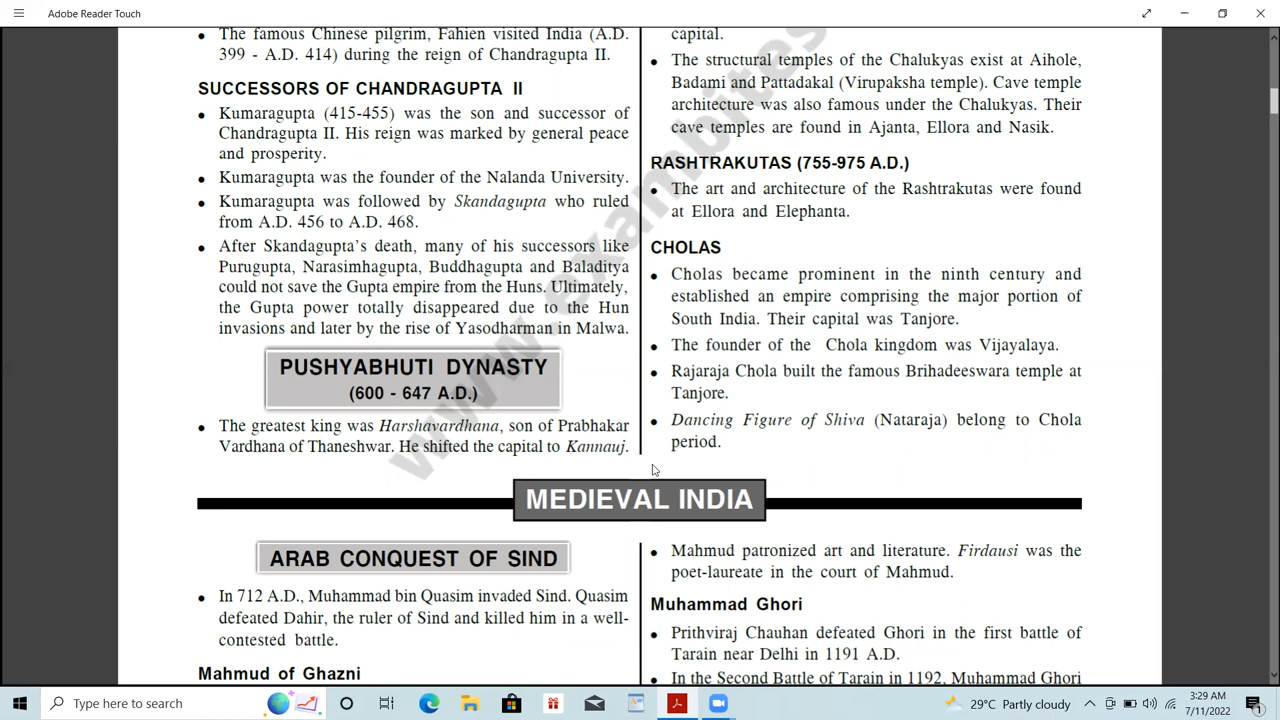 Adobe Reader Touch
The famous Chinese pilgrim, Fahien visited India (A.D.
399 - A.D. 414) during the reign of Chandragupta II.
SUCCESSORS OF CHANDRAGUPTA II
Kumaragupta (415-455) was the son and successor of
Chandragupta II. His reign was marked by general peace
and prosperity.
Kumaragupta was the founder of the Nalanda University.
Kumaragupta was followed by Skandagupta who ruled
from A.D. 456 to A.D. 468.
After Skandagupta's death, many of his successors like
Purugupta, Narasimhagupta, Buddhagupta and Baladitya
could not save the Gupta empire from the Huns. Ultimately,
the Gupta power totally disappeared due to the Hun
invasions and later by the rise of Yasodharman in Malwa.
PUSHYABHUTI DYNASTY
(600 - 647 A.D.)
The greatest king was Harshavardhana, son of Prabhakar
Vardhana of Thaneshwar. He shifted the capital to Kannauj.
capital.
The structural temples of the Chalukyas exist at Aihole,
Badami and Pattadakal (Virupaksha temple). Cave temple
architecture was also famous under the Chalukyas. Their
cave temples are found in Ajanta, Ellora and Nasik.
RASHTRAKUTAS (755-975 A.D.)
The art and architecture of the Rashtrakutas were found
at Ellora and Elephanta.
CHOLAS
Cholas became prominent in the ninth century and
established an empire comprising the major portion of
South India. Their capital was Tanjore.
The founder of the Chola kingdom was Vijayalaya.
Rajaraja Chola built the famous Brihadeeswara temple at
Tanjore.
Dancing Figure of Shiva (Nataraja) belong to Chola
period.
www.exambites
MEDIEVAL INDIA
ARAB CONQUEST OF SIND
In 712 A.D., Muhammad bin Quasim invaded Sind. Quasim
defeated Dahir, the ruler of Sind and killed him in a well-
contested battle.
Mahmud of Ghazni
Mahmud patronized art and literature. Firdausi was the
poet-laureate in the court of Mahmud.
Muhammad Ghori
Prithviraj Chauhan defeated Ghori in the first battle of
Tarain near Delhi in 1191 A.D.
In the Second Battle of Tarain in 1192, Muhammad Ghori
Type here to search
29°C Partly cloudy
3:29 AM
7/11/2022
1